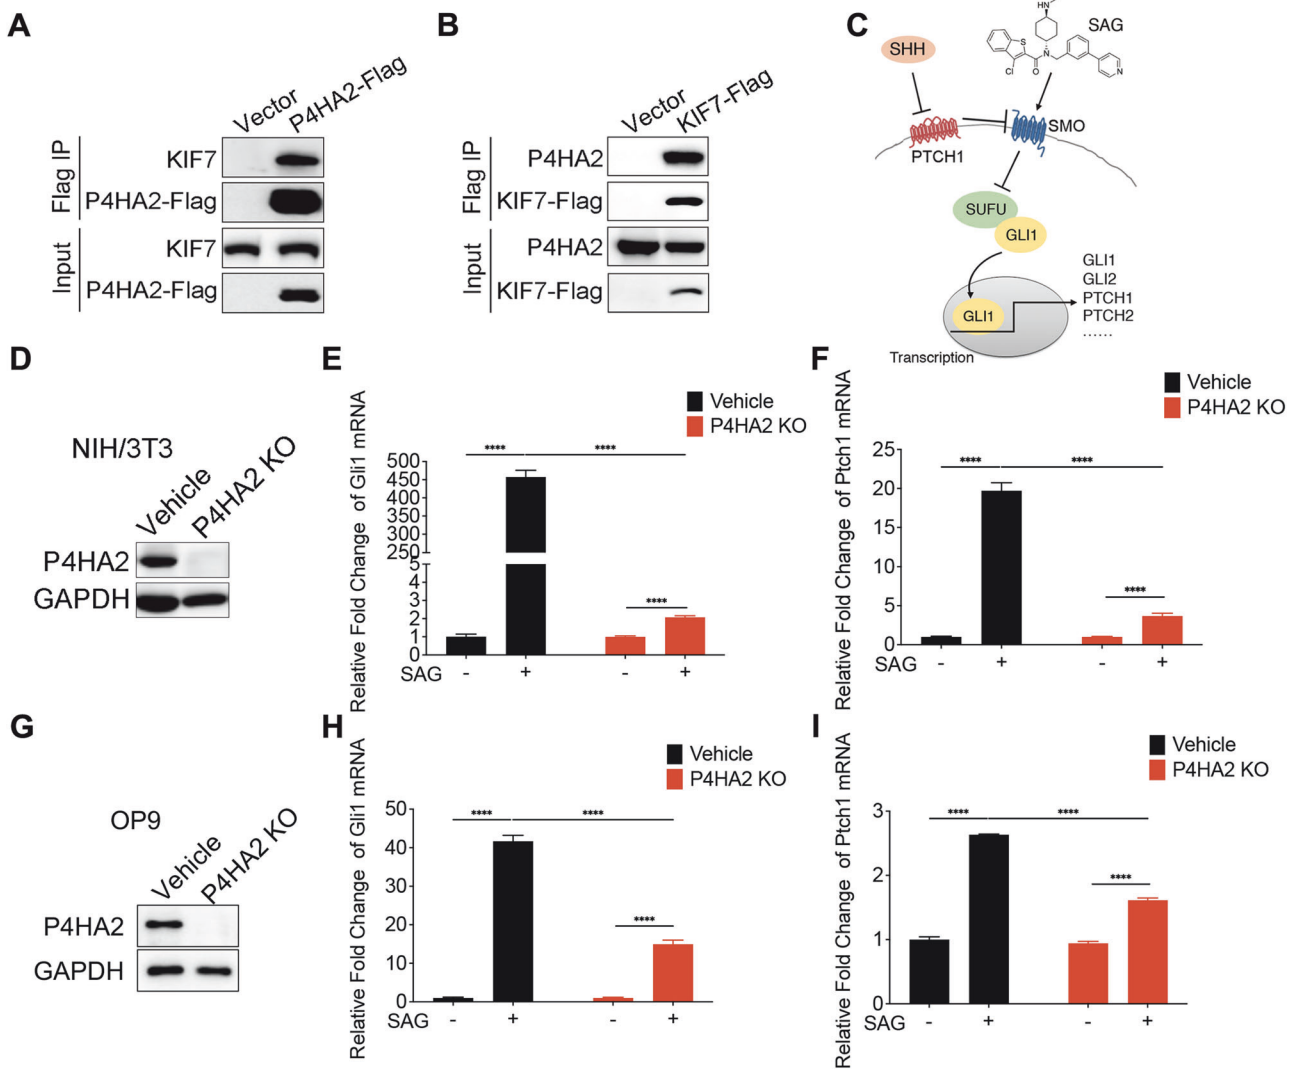 A
Vector
P4HA2-Flag
Flag IP
KIF7
P4HA2-Flag
Input
KIF7
P4HA2-Flag
B
Vector
KIF7-Flag
Flag IP
P4HA2
KIF7-Flag
Input
P4HA2
KIF7-Flag
C
HN
SAG
S
N
Cl
O
N
SHH
PTCH1
SMO
SUFU
GLI1
GLI1
GLI1
GLI2
PTCH1
PTCH2
......
Transcription
D
NIH/3T3
Vehicle
P4HA2 KO
P4HA2
GAPDH
E
Relative Fold Change of Gli1 mRNA
Vehicle
P4HA2 KO
**** ****
500
450
400
350
300
250
5
4
3
2
1
0
****
SAG - + - +
F
Relative Fold Change of Ptch1 mRNA
Vehicle
P4HA2 KO
**** ****
25
20
15
10
5
0
****
SAG - + - +
G
OP9
Vehicle
P4HA2 KO
P4HA2
GAPDH
H
Relative Fold Change of Gli1 mRNA
Vehicle
P4HA2 KO
**** ****
50
40
30
20
10
0
****
SAG - + - +
I
Relative Fold Change of Ptch1 mRNA
Vehicle
P4HA2 KO
**** ****
3
2
1
0
****
SAG - + - +